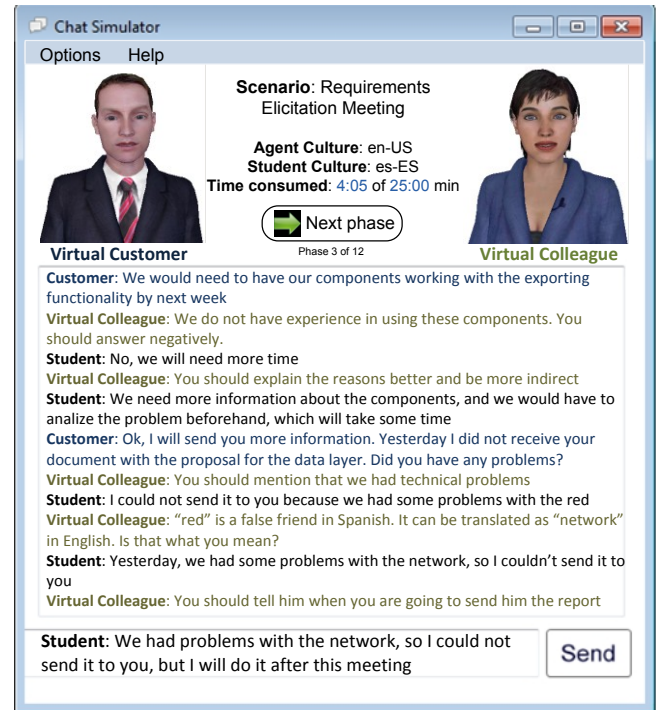 Chat Simulator
Options Help
Scenario: Requirements
Elicitation Meeting
Agent Culture: en-US
Student Culture: es-ES
Time consumed: 4:05 of 25:00 min
Next phase
Phase 3 of 12
Virtual Customer
Virtual Colleague
Customer: We would need to have our components working with the exporting
functionality by next week
Virtual Colleague: We do not have experience in using these components. You
should answer negatively.
Student: No, we will need more time
Virtual Colleague: You should explain the reasons better and be more indirect
Student: We need more information about the components, and we would have to
analize the problem beforehand, which will take some time
Customer: Ok, I will send you more information. Yesterday I did not receive your
document with the proposal for the data layer. Did you have any problems?
Virtual Colleague: You should mention that we had technical problems
Student: I could not send it to you because we had some problems with the red
Virtual Colleague: “red” is a false friend in Spanish. It can be translated as “network”
in English. Is that what you mean?
Student: Yesterday, we had some problems with the network, so I couldn’t send it to
you
Virtual Colleague: You should tell him when you are going to send him the report
Student: We had problems with the network, so I could not
send it to you, but I will do it after this meeting
Send